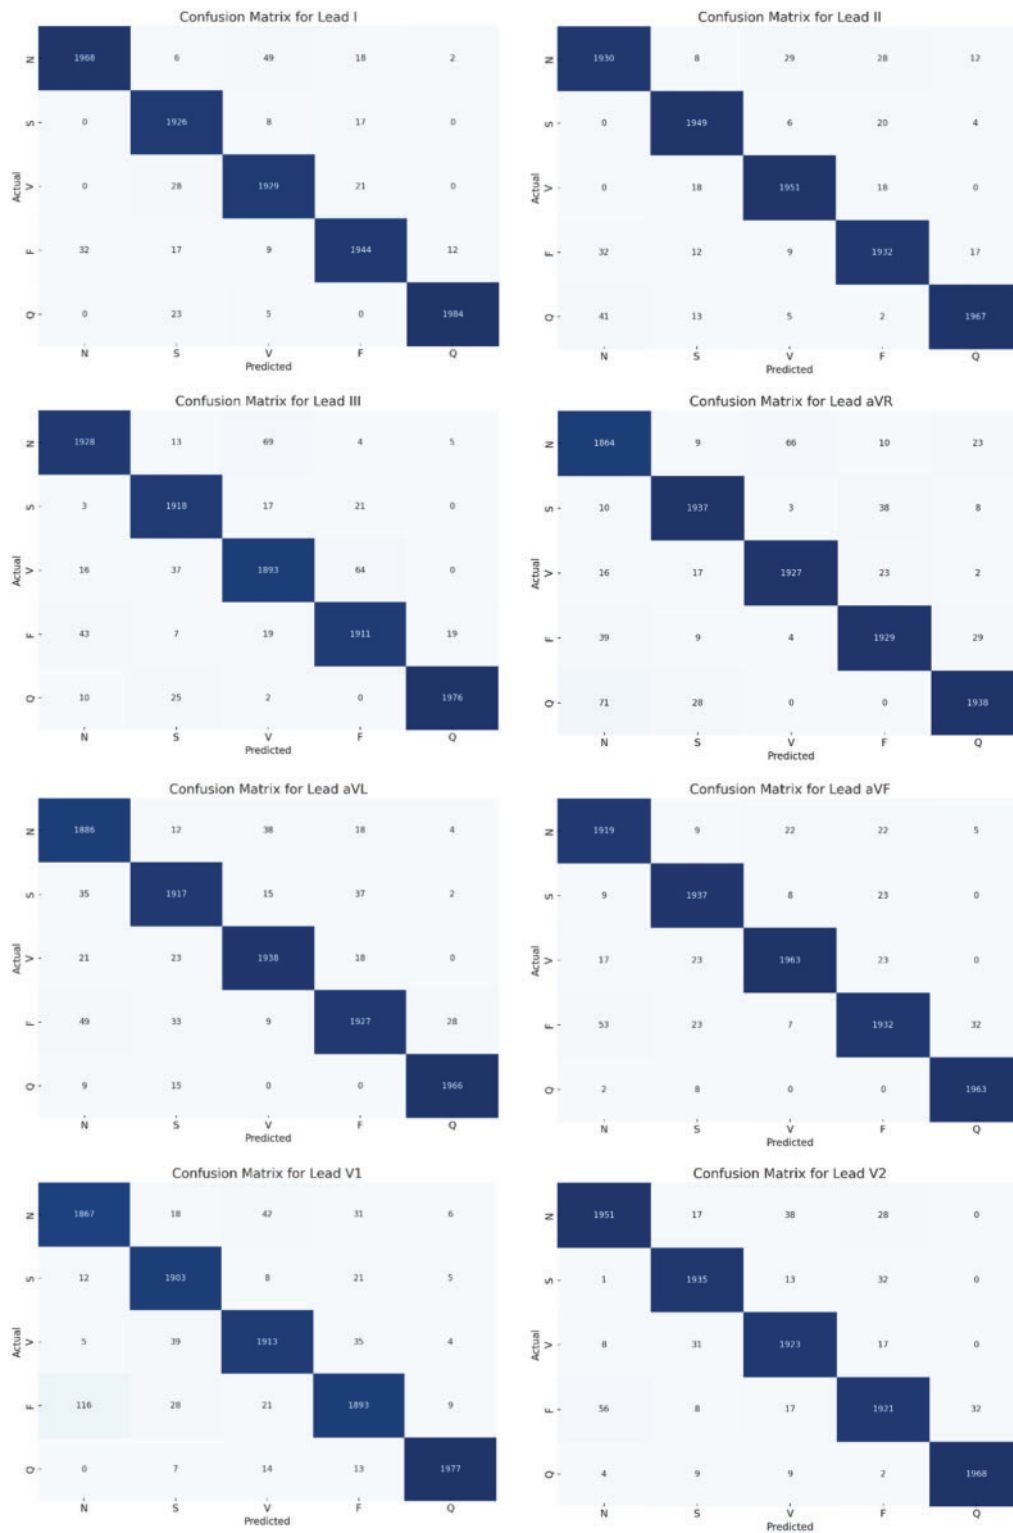 Confusion Matrix for Lead I
N 1968 6 49 18 2
S 0 1926 8 17 0
V 0 28 1929 21 0
F 32 17 9 1944 12
Q 0 23 5 0 1984
N S V F Q
Predicted
Actual
Confusion Matrix for Lead II
N 1930 8 29 28 12
S 0 1949 6 20 4
V 0 18 1951 18 0
F 32 12 9 1932 17
Q 41 13 5 2 1967
N S V F Q
Predicted
Actual
Confusion Matrix for Lead III
N 1928 13 69 4 5
S 3 1918 17 21 0
V 16 37 1893 64 0
F 43 7 19 1911 19
Q 10 25 2 0 1976
N S V F Q
Predicted
Actual
Confusion Matrix for Lead aVR
N 1864 9 66 10 23
S 10 1937 3 38 8
V 16 17 1927 23 2
F 39 9 4 1929 29
Q 71 28 0 0 1938
N S V F Q
Predicted
Actual
Confusion Matrix for Lead aVL
N 1886 12 38 18 4
S 35 1917 15 37 2
V 21 23 1938 18 0
F 49 33 9 1927 28
Q 9 15 0 0 1966
N S V F Q
Predicted
Actual
Confusion Matrix for Lead aVF
N 1919 9 22 22 5
S 9 1937 8 23 0
V 17 23 1963 23 0
F 53 23 7 1932 32
Q 2 8 0 0 1963
N S V F Q
Predicted
Actual
Confusion Matrix for Lead V1
N 1867 18 42 31 6
S 12 1903 8 21 5
V 5 39 1913 35 4
F 116 28 21 1893 9
Q 0 7 14 13 1977
N S V F Q
Predicted
Actual
Confusion Matrix for Lead V2
N 1951 17 38 28 0
S 1 1935 13 32 0
V 8 31 1923 17 0
F 56 8 17 1921 32
Q 4 9 9 2 1968
N S V F Q
Predicted
Actual